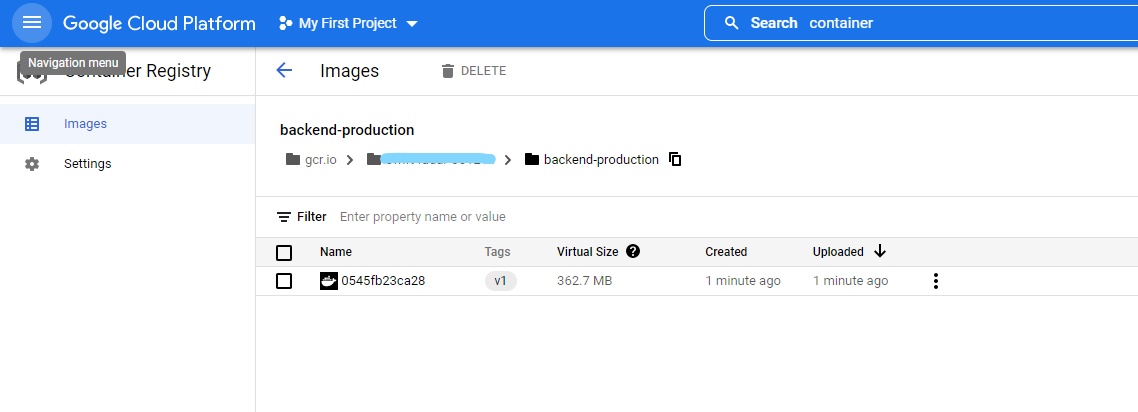 Google Cloud Platform My First Project Search container
Navigation menu
Container Registry Images DELETE
Images
Settings
backend-production
gcr.io backend-production
Filter Enter property name or value
Name Tags Virtual Size ? Created Uploaded
0545fb23ca28 v1 362.7 MB 1 minute ago 1 minute ago